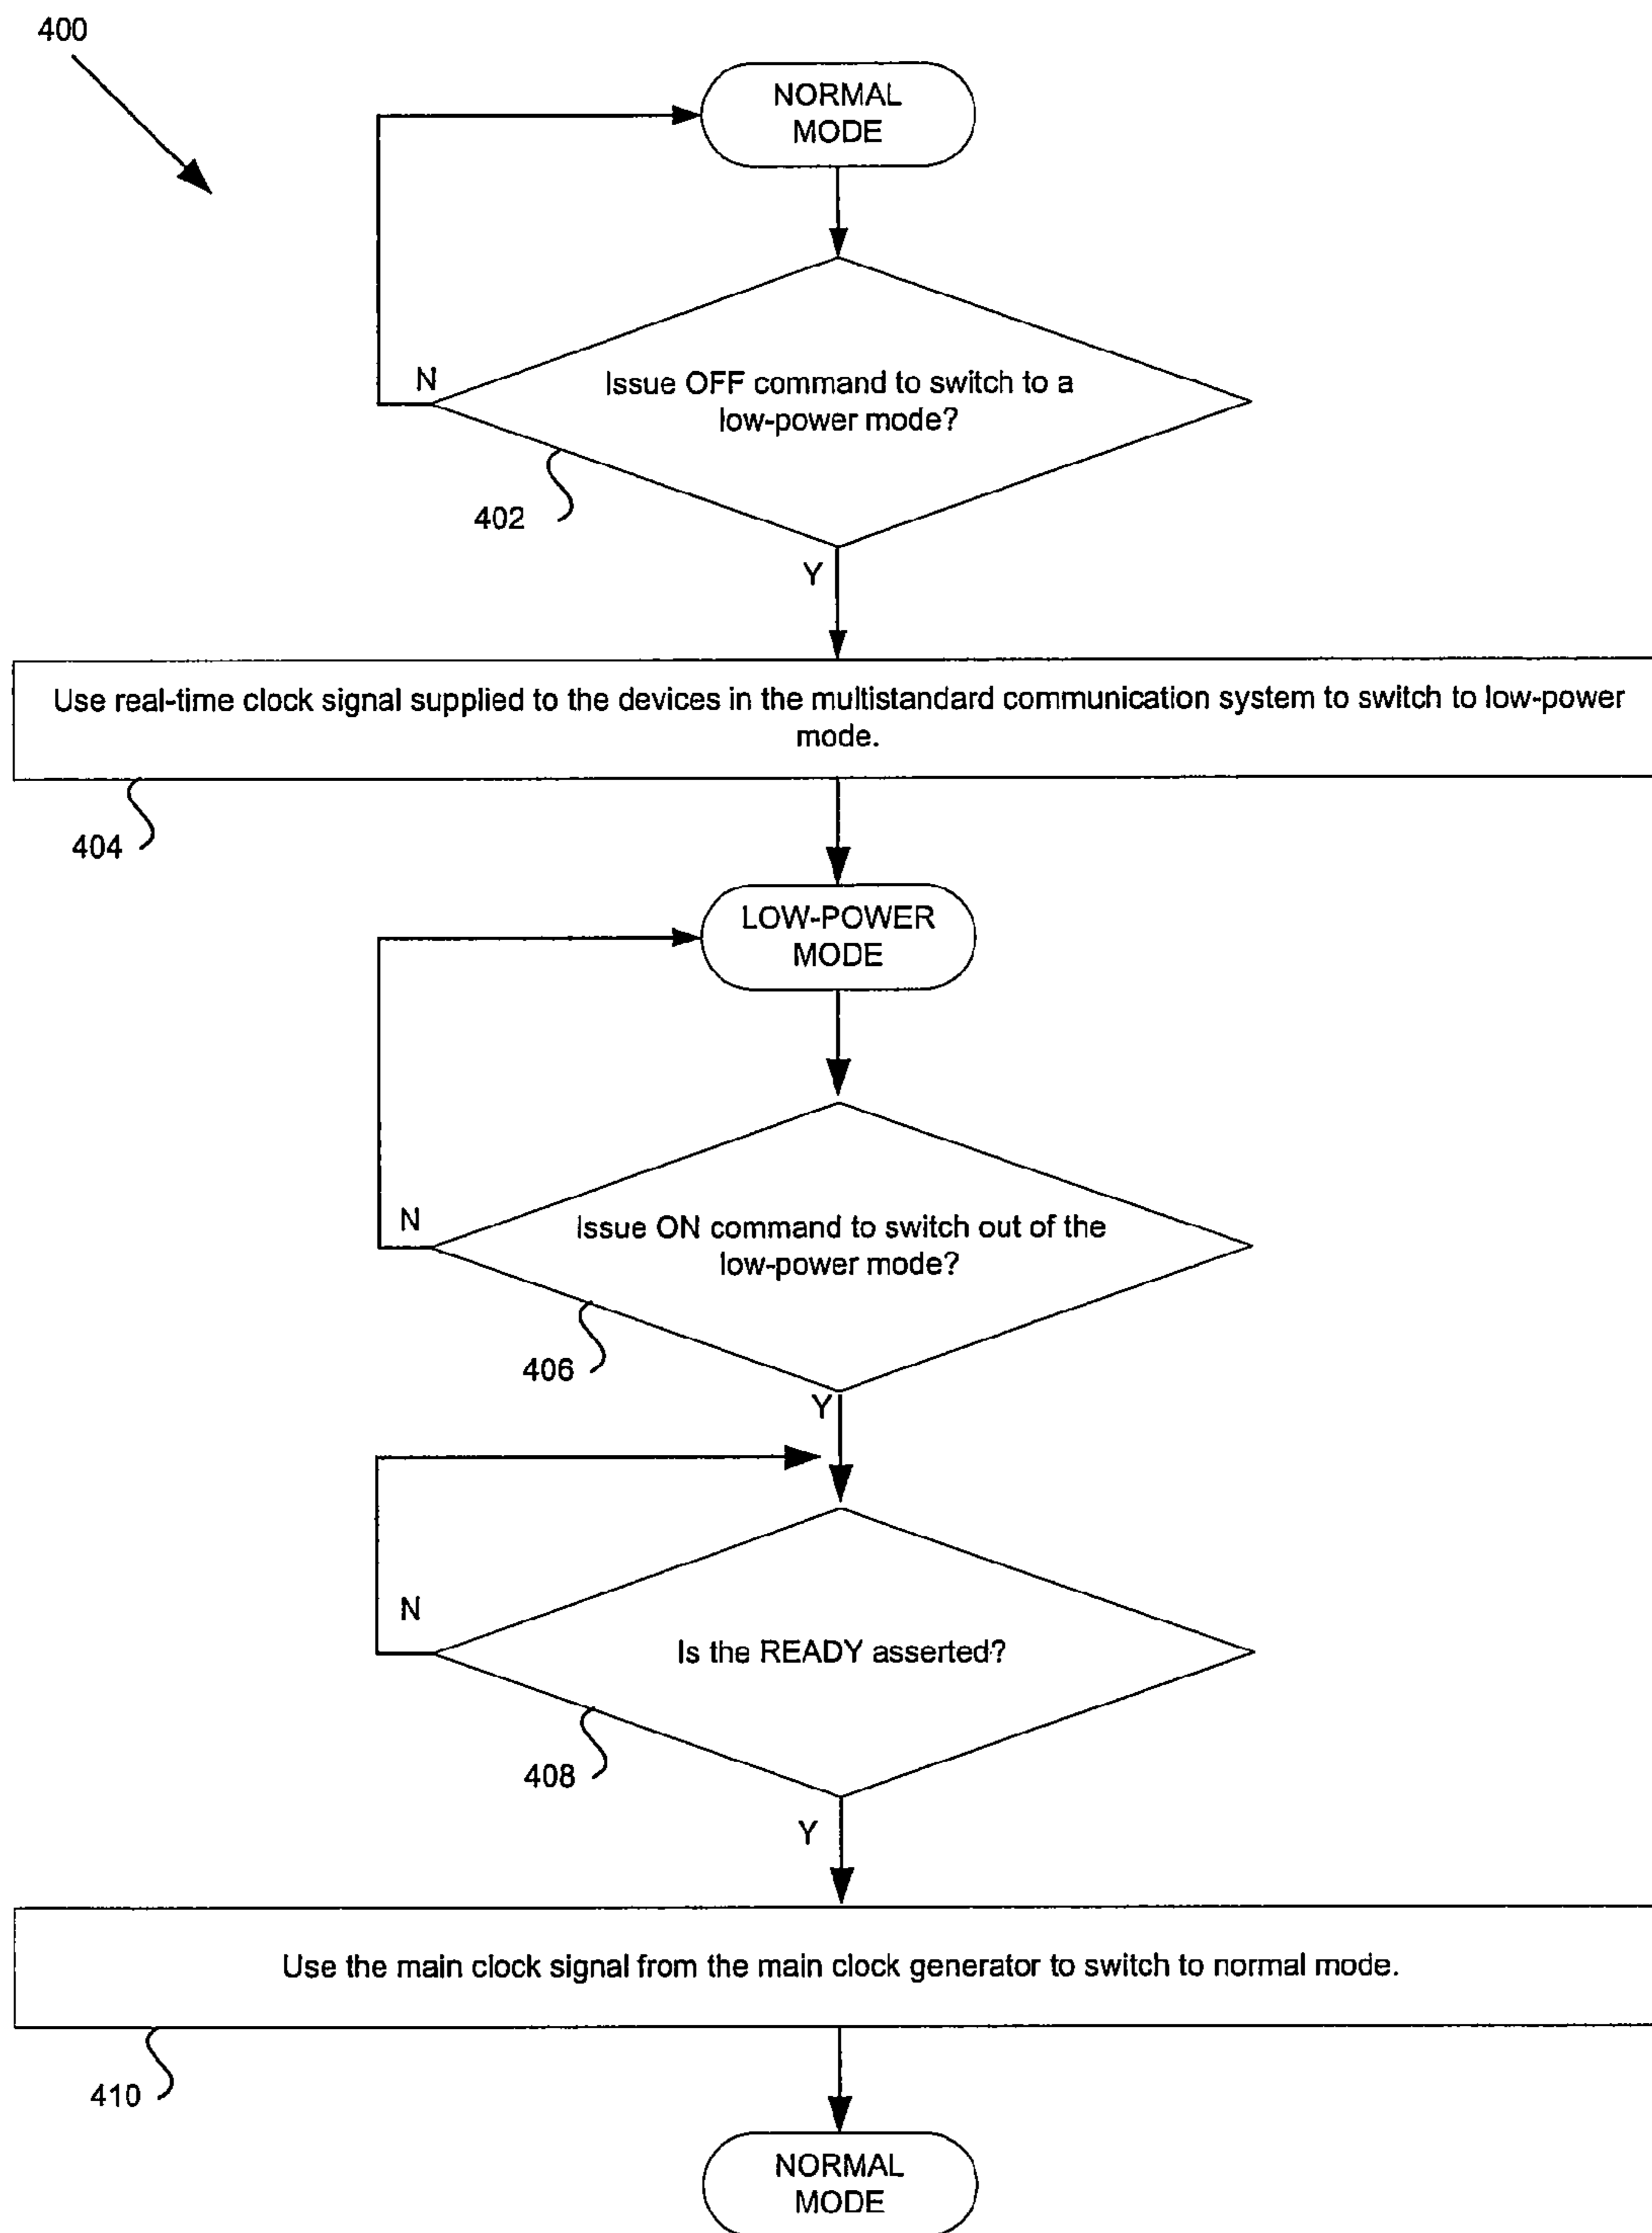 400
NORMAL
MODE
N
Issue OFF command to switch to a
low-power mode?
402
Y
Use real-time clock signal supplied to the devices in the multistandard communication system to switch to low-power
mode.
404
LOW-POWER
MODE
N
Issue ON command to switch out of the
low-power mode?
406
Y
N
Is the READY asserted?
408
Y
Use the main clock signal from the main clock generator to switch to normal mode.
410
NORMAL
MODE